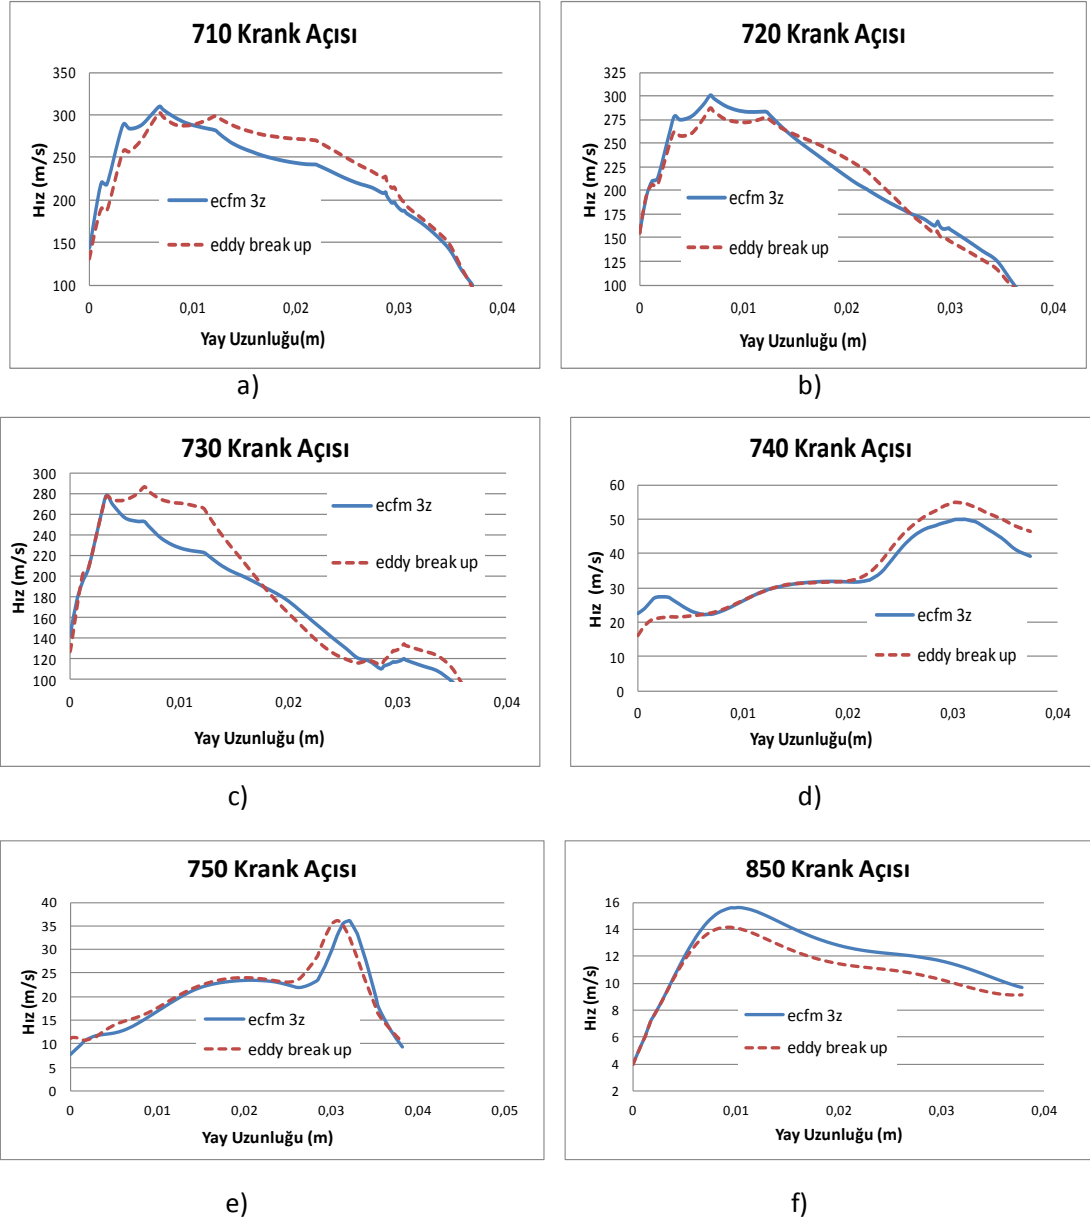 710 Krank Açısı
350
300
250
200
150
100
Hız (m/s)
ecfm 3z
eddy break up
0
0,01
0,02
0,03
0,04
Yay Uzunluğu(m)
a)
720 Krank Açısı
325
300
275
250
225
200
175
150
125
100
Hız (m/s)
ecfm 3z
eddy break up
0
0,01
0,02
0,03
0,04
Yay Uzunluğu (m)
b)
730 Krank Açısı
300
280
260
240
220
200
180
160
140
120
100
Hız (m/s)
ecfm 3z
eddy break up
0
0,01
0,02
0,03
0,04
Yay Uzunluğu (m)
c)
740 Krank Açısı
60
50
40
30
20
10
0
Hız (m/s)
ecfm 3z
eddy break up
0
0,01
0,02
0,03
0,04
Yay Uzunluğu(m)
d)
750 Krank Açısı
40
35
30
25
20
15
10
5
0
Hız (m/s)
ecfm 3z
eddy break up
0
0,01
0,02
0,03
0,04
0,05
Yay Uzunluğu (m)
e)
850 Krank Açısı
16
14
12
10
8
6
4
2
Hız (m/s)
ecfm 3z
eddy break up
0
0,01
0,02
0,03
0,04
Yay Uzunluğu (m)
f)